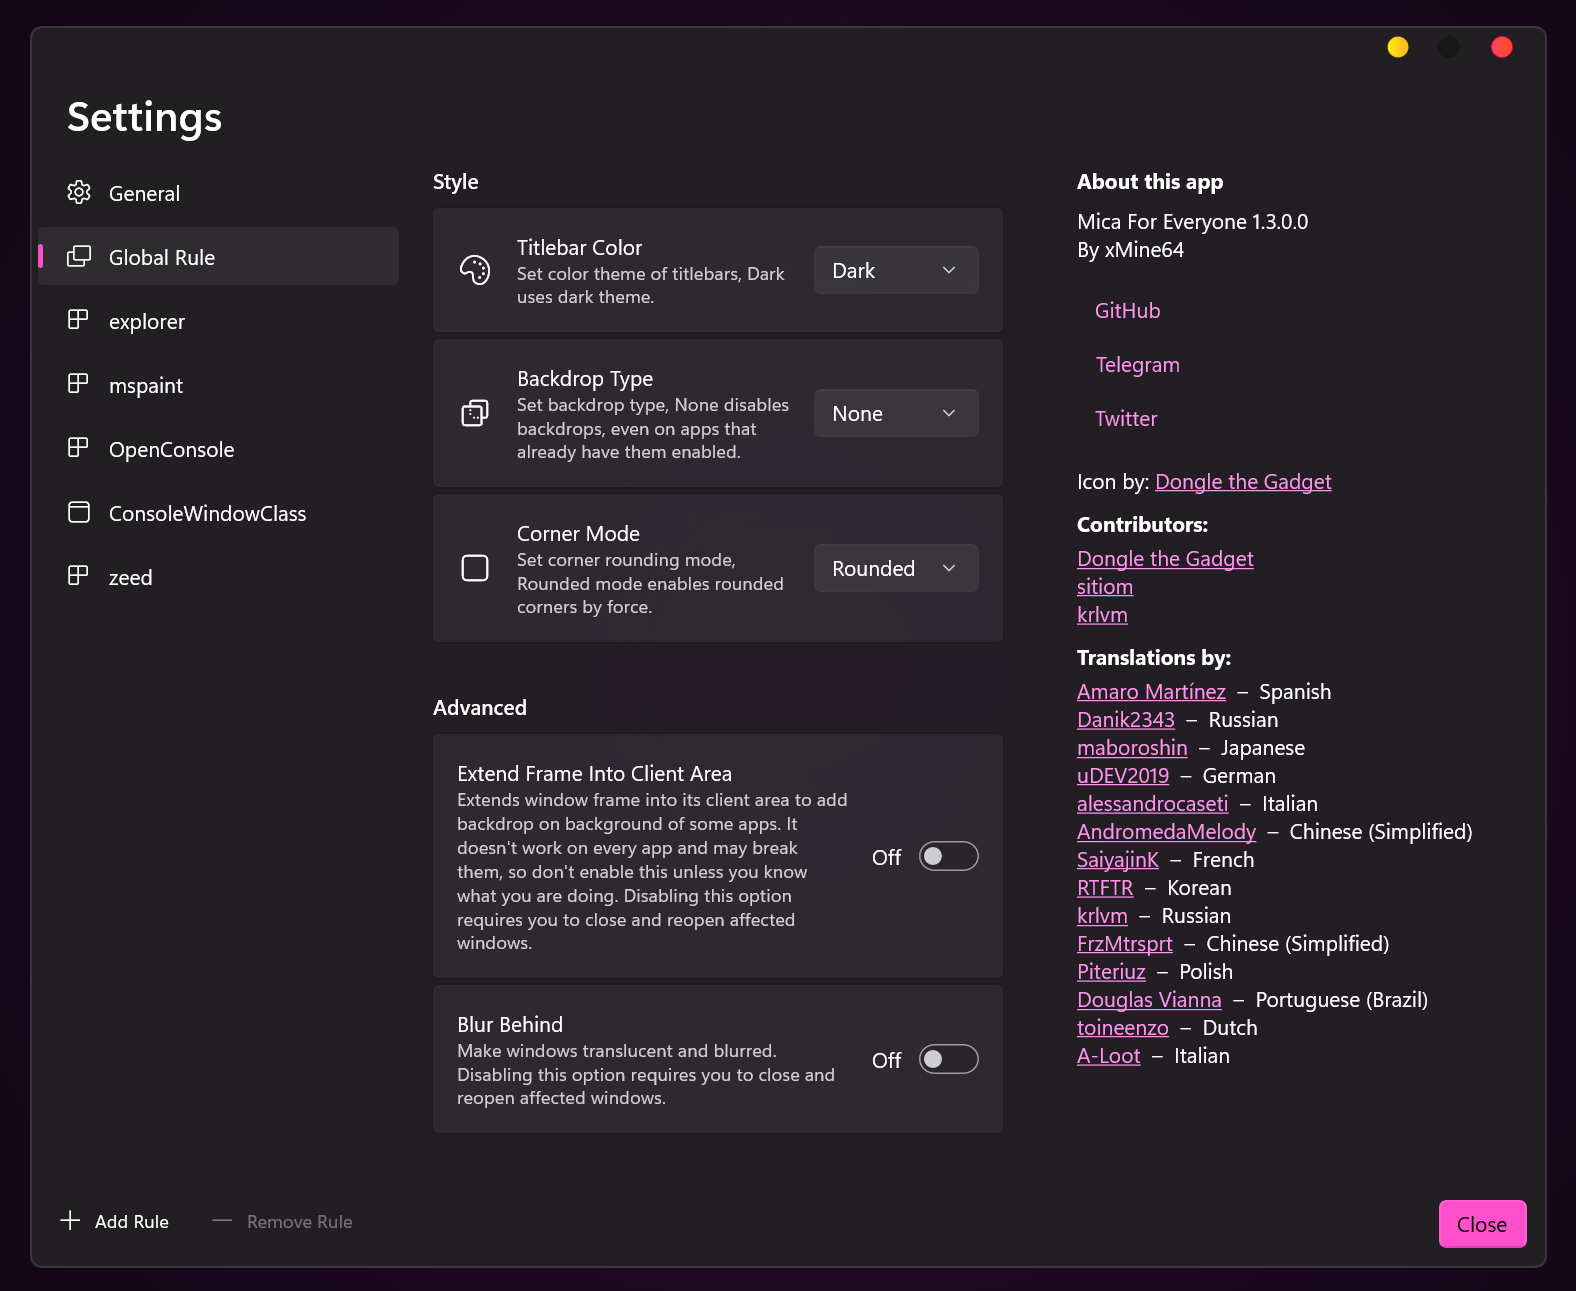 Settings
General
Global Rule
explorer
mspaint
OpenConsole
ConsoleWindowClass
zeed
Add Rule
Remove Rule
Style
Titlebar Color
Set color theme of titlebars, Dark
uses dark theme.
Dark
Backdrop Type
Set backdrop type, None disables
backdrops, even on apps that
already have them enabled.
None
Corner Mode
Set corner rounding mode,
Rounded mode enables rounded
corners by force.
Rounded
Advanced
Extend Frame Into Client Area
Extends window frame into its client area to add
backdrop on background of some apps. It
doesn't work on every app and may break
them, so don't enable this unless you know
what you are doing. Disabling this option
requires you to close and reopen affected
windows.
Off
Blur Behind
Make windows translucent and blurred.
Disabling this option requires you to close and
reopen affected windows.
Off
About this app
Mica For Everyone 1.3.0.0
By xMine64
GitHub
Telegram
Twitter
Icon by: Dongle the Gadget
Contributors:
Dongle the Gadget
sitiom
krlvm
Translations by:
Amaro Martínez – Spanish
Danik2343 – Russian
maboroshin – Japanese
uDEV2019 – German
alessandrocaseti – Italian
AndromedaMelody – Chinese (Simplified)
SaiyajinK – French
RTFTR – Korean
krlvm – Russian
FrzMtrsprt – Chinese (Simplified)
Piteriuz – Polish
Douglas Vianna – Portuguese (Brazil)
toineenzo – Dutch
A-Loot – Italian
Close